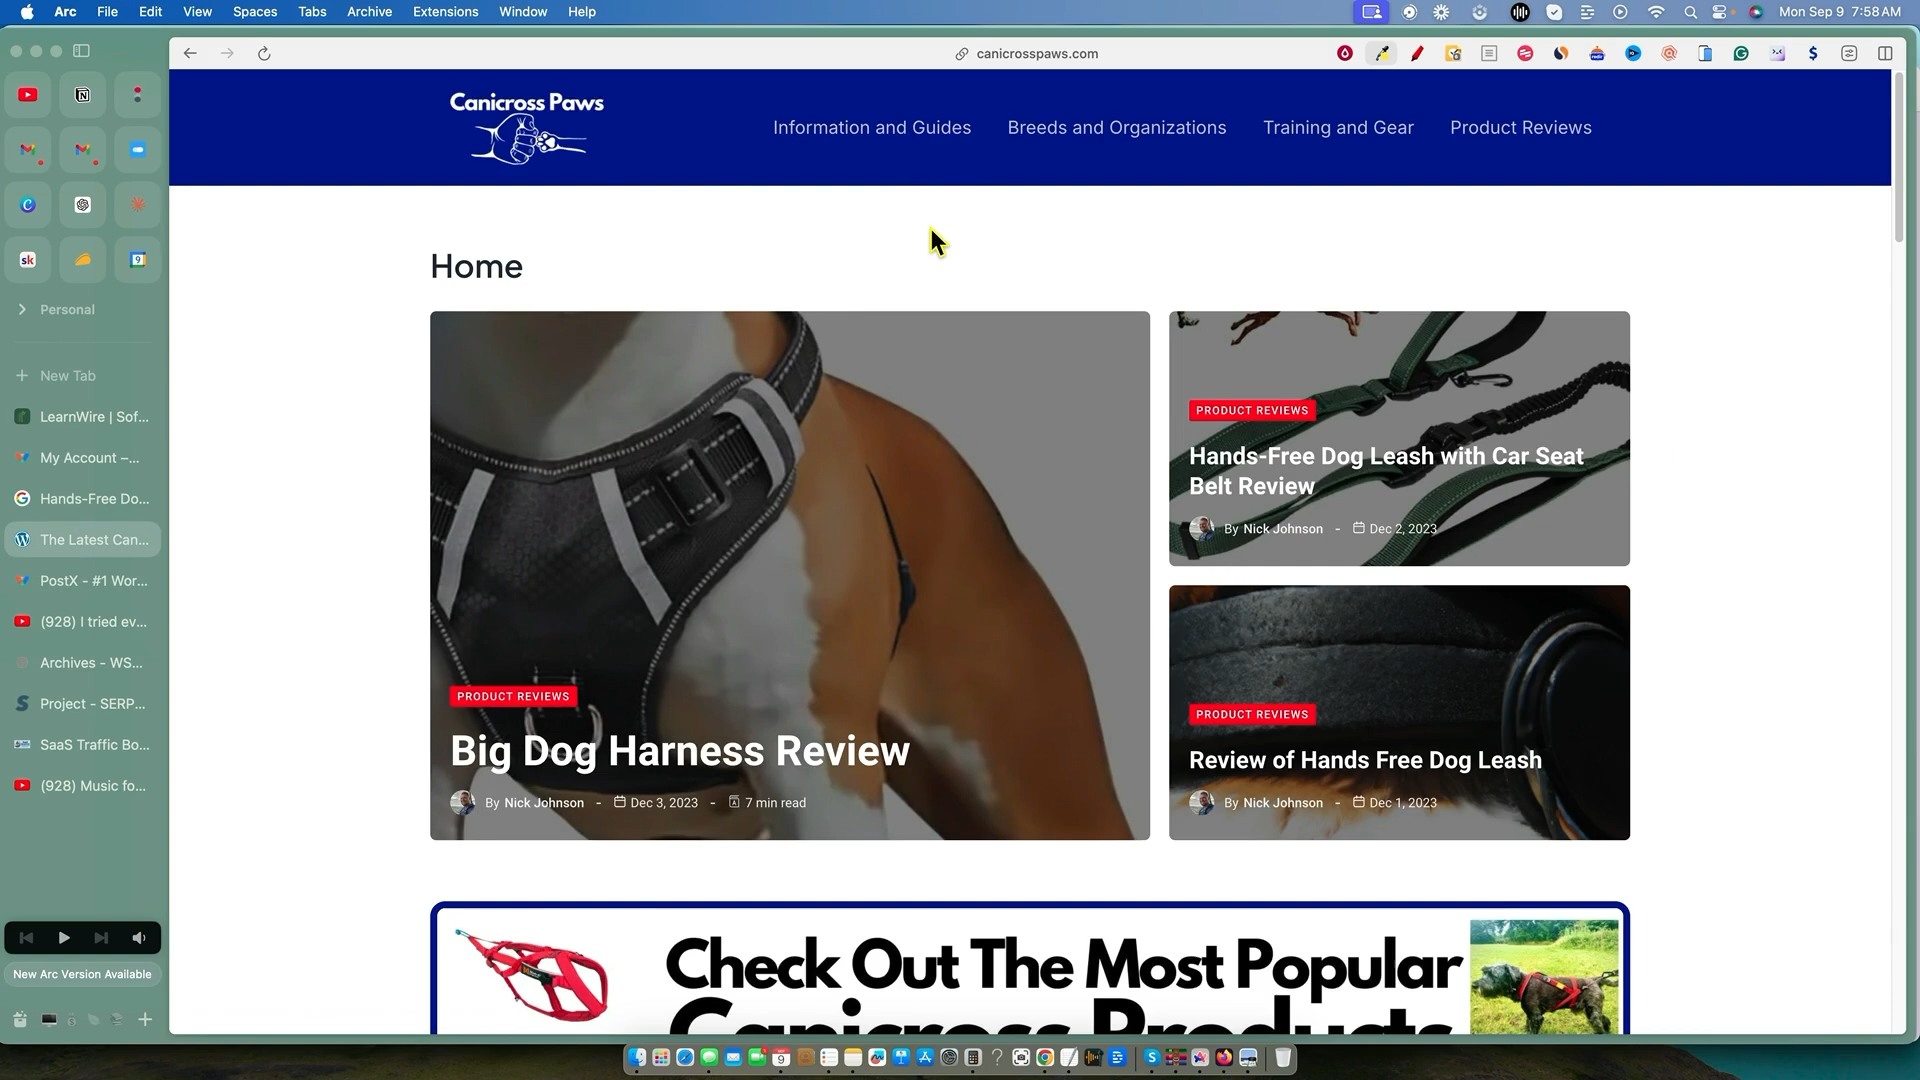 Arc File Edit View Spaces Tabs Archive Extensions Window Help
Mon Sep 9 7:58 AM
canicrosspaws.com
Canicross Paws
Information and Guides Breeds and Organizations Training and Gear Product Reviews
sk
9
Personal
New Tab
LearnWire | Sof...
My Account –...
Hands-Free Do...
The Latest Can...
PostX - #1 Wor...
(928) I tried ev...
Archives - WS...
Project - SERP...
SaaS Traffic Bo...
(928) Music fo...
New Arc Version Available
Home
PRODUCT REVIEWS
Big Dog Harness Review
By Nick Johnson - Dec 3, 2023 - 7 min read
PRODUCT REVIEWS
Hands-Free Dog Leash with Car Seat
Belt Review
By Nick Johnson - Dec 2, 2023
PRODUCT REVIEWS
Review of Hands Free Dog Leash
By Nick Johnson - Dec 1, 2023
Check Out The Most Popular
Canicross Products